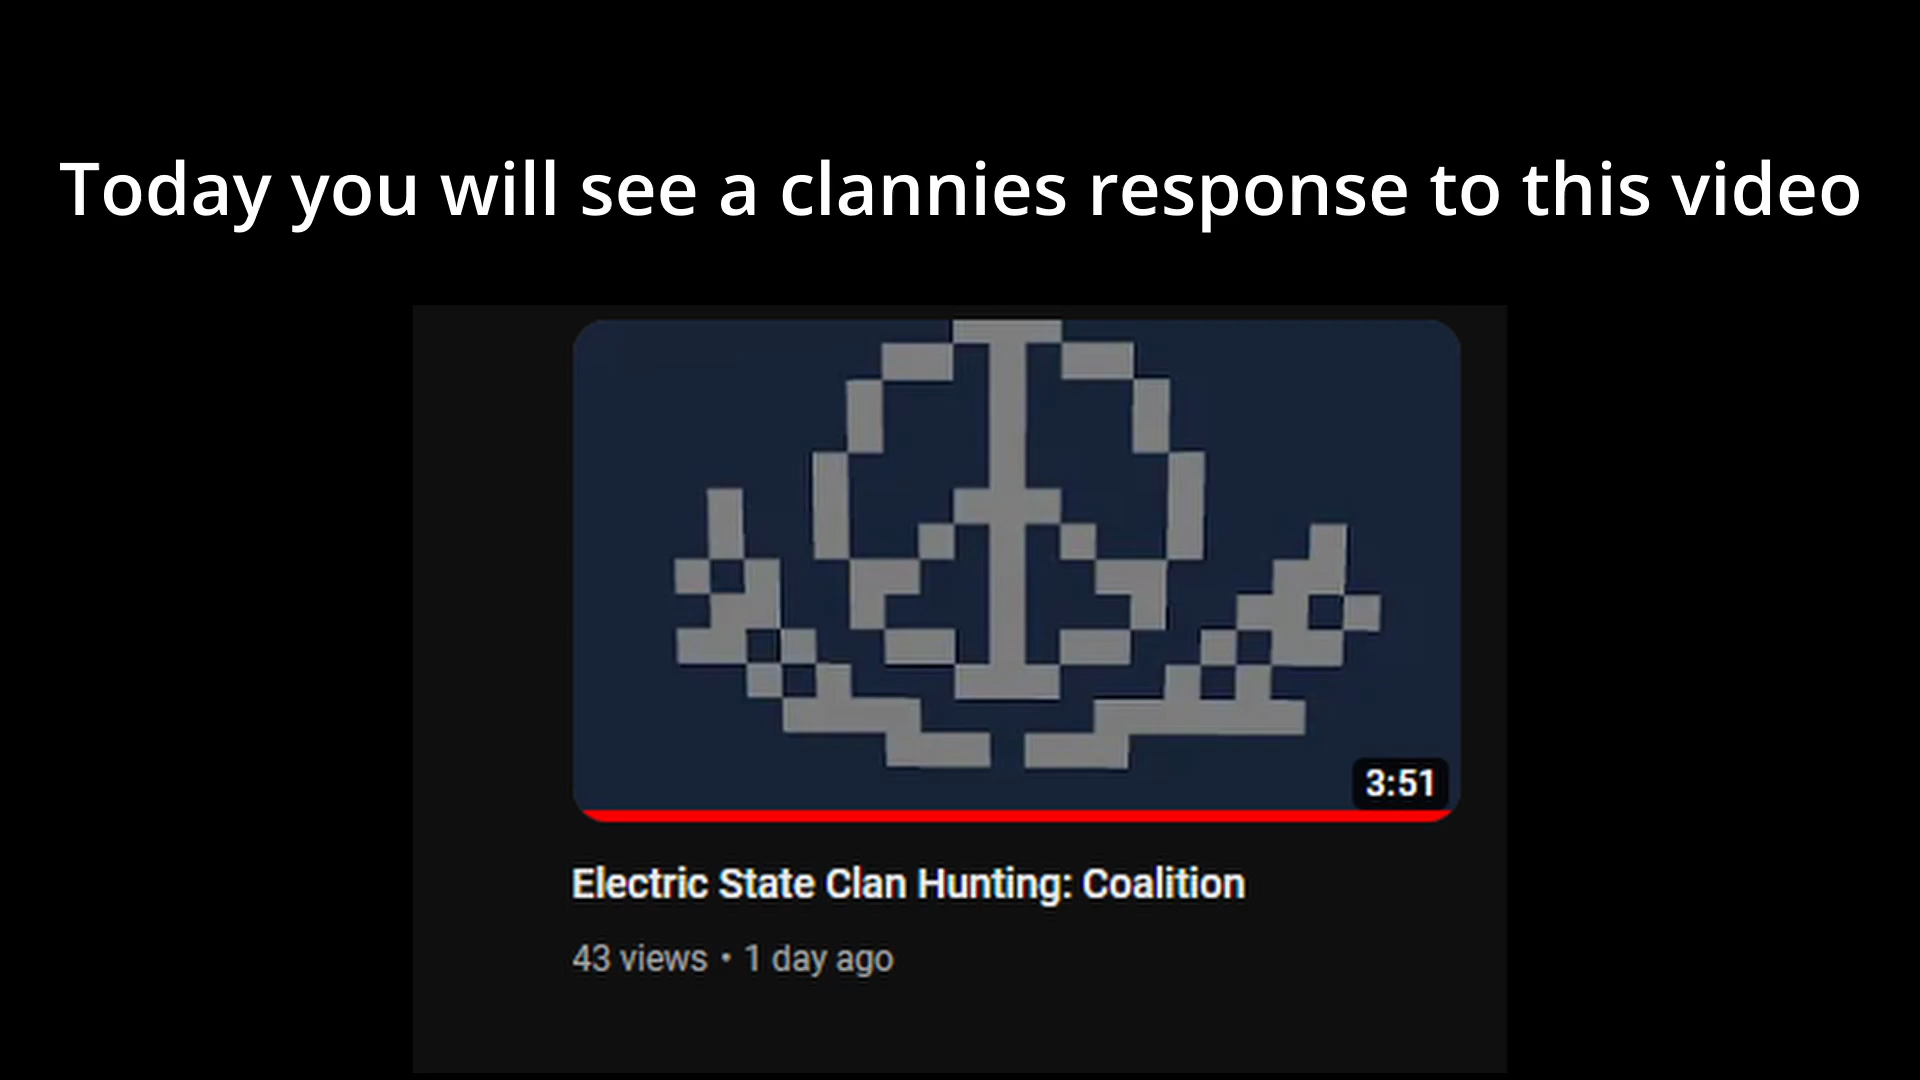 Today you will see a clannies response to this video
3:51
Electric State Clan Hunting: Coalition
43 views • 1 day ago